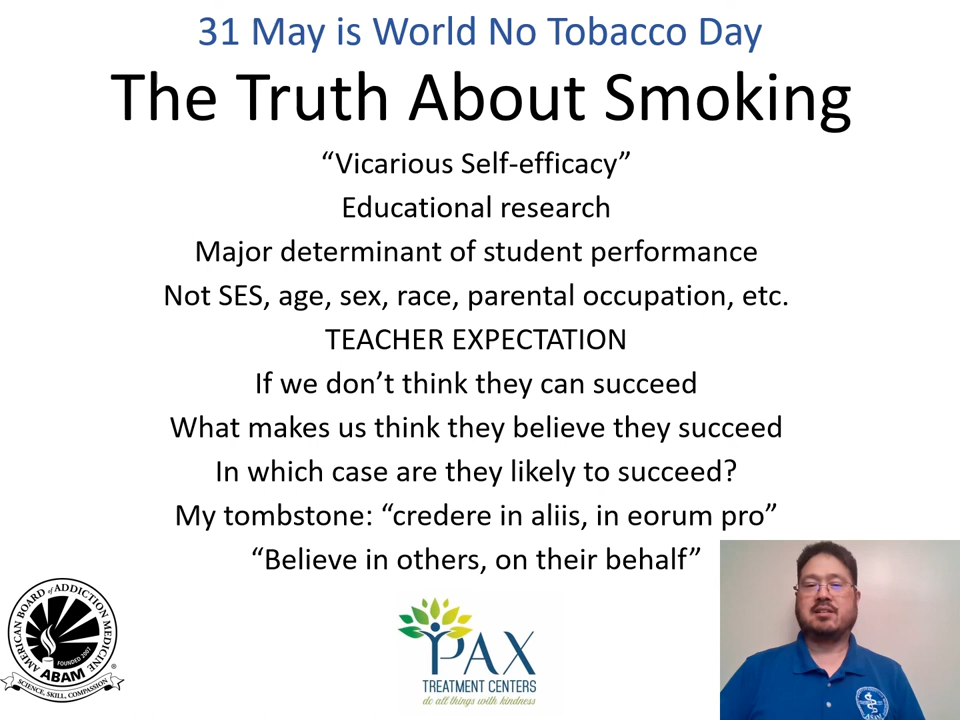 31 May is World No Tobacco Day
The Truth About Smoking
“Vicarious Self-efficacy”
Educational research
Major determinant of student performance
Not SES, age, sex, race, parental occupation, etc.
TEACHER EXPECTATION
If we don’t think they can succeed
What makes us think they believe they succeed
In which case are they likely to succeed?
My tombstone: “credere in aliis, in eorum pro”
“Believe in others, on their behalf”
AMERICAN BOARD of ADDICTION MEDICINE
FOUNDED 2007
ABAM
®
SCIENCE, SKILL, COMPASSION
PAX
TREATMENT CENTERS
do all things with kindness